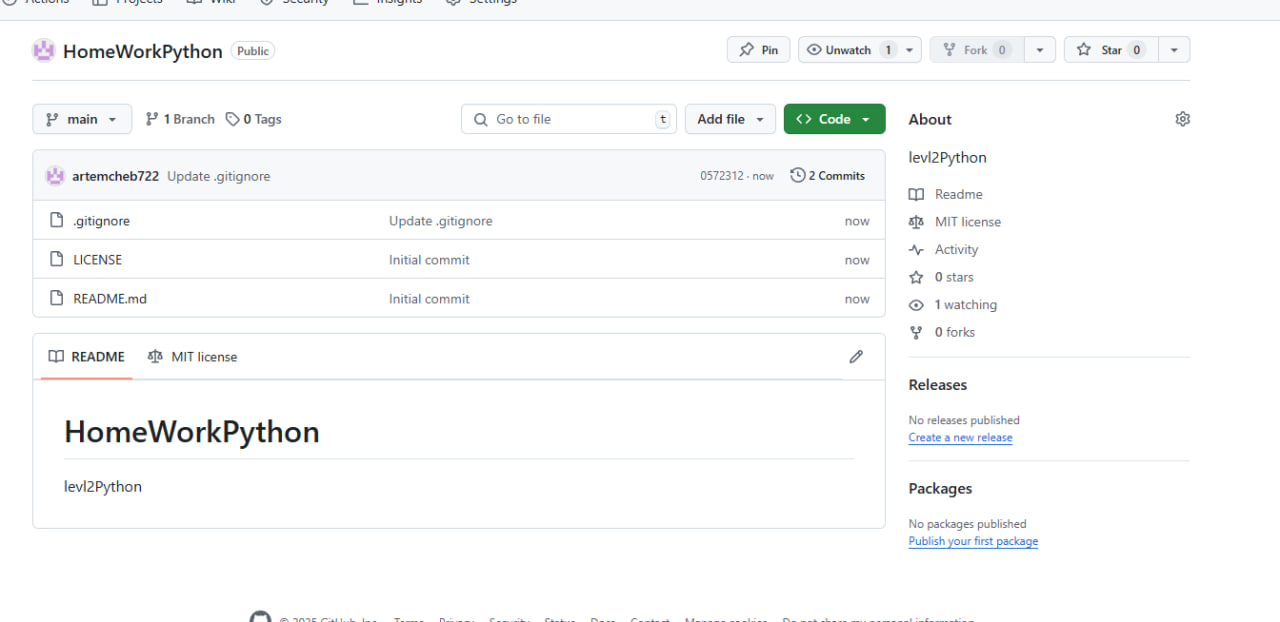 Actions Projects Wiki Security Insights Settings
HomeWorkPython Public
Pin Unwatch 1 Fork 0 Star 0
main 1 Branch 0 Tags Go to file t Add file Code
artemcheb722 Update .gitignore 0572312 · now 2 Commits
.gitignore Update .gitignore now
LICENSE Initial commit now
README.md Initial commit now
README MIT license
HomeWorkPython
levl2Python
About
levl2Python
Readme
MIT license
Activity
0 stars
1 watching
0 forks
Releases
No releases published
Create a new release
Packages
No packages published
Publish your first package
© 2025 GitHub, Inc. Terms Privacy Security Status Docs Contact Manage cookies Do not share my personal information